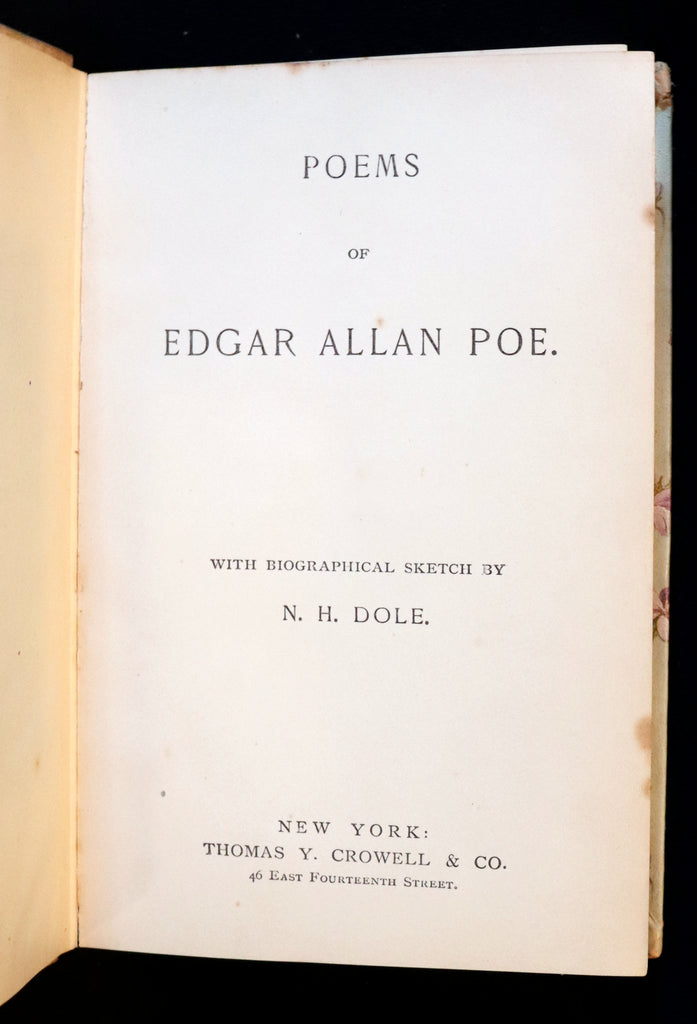 POEMS
OF
EDGAR ALLAN POE.
WITH BIOGRAPHICAL SKETCH BY
N. H. DOLE.
NEW YORK:
THOMAS Y. CROWELL & CO.
46 EAST FOURTEENTH STREET.